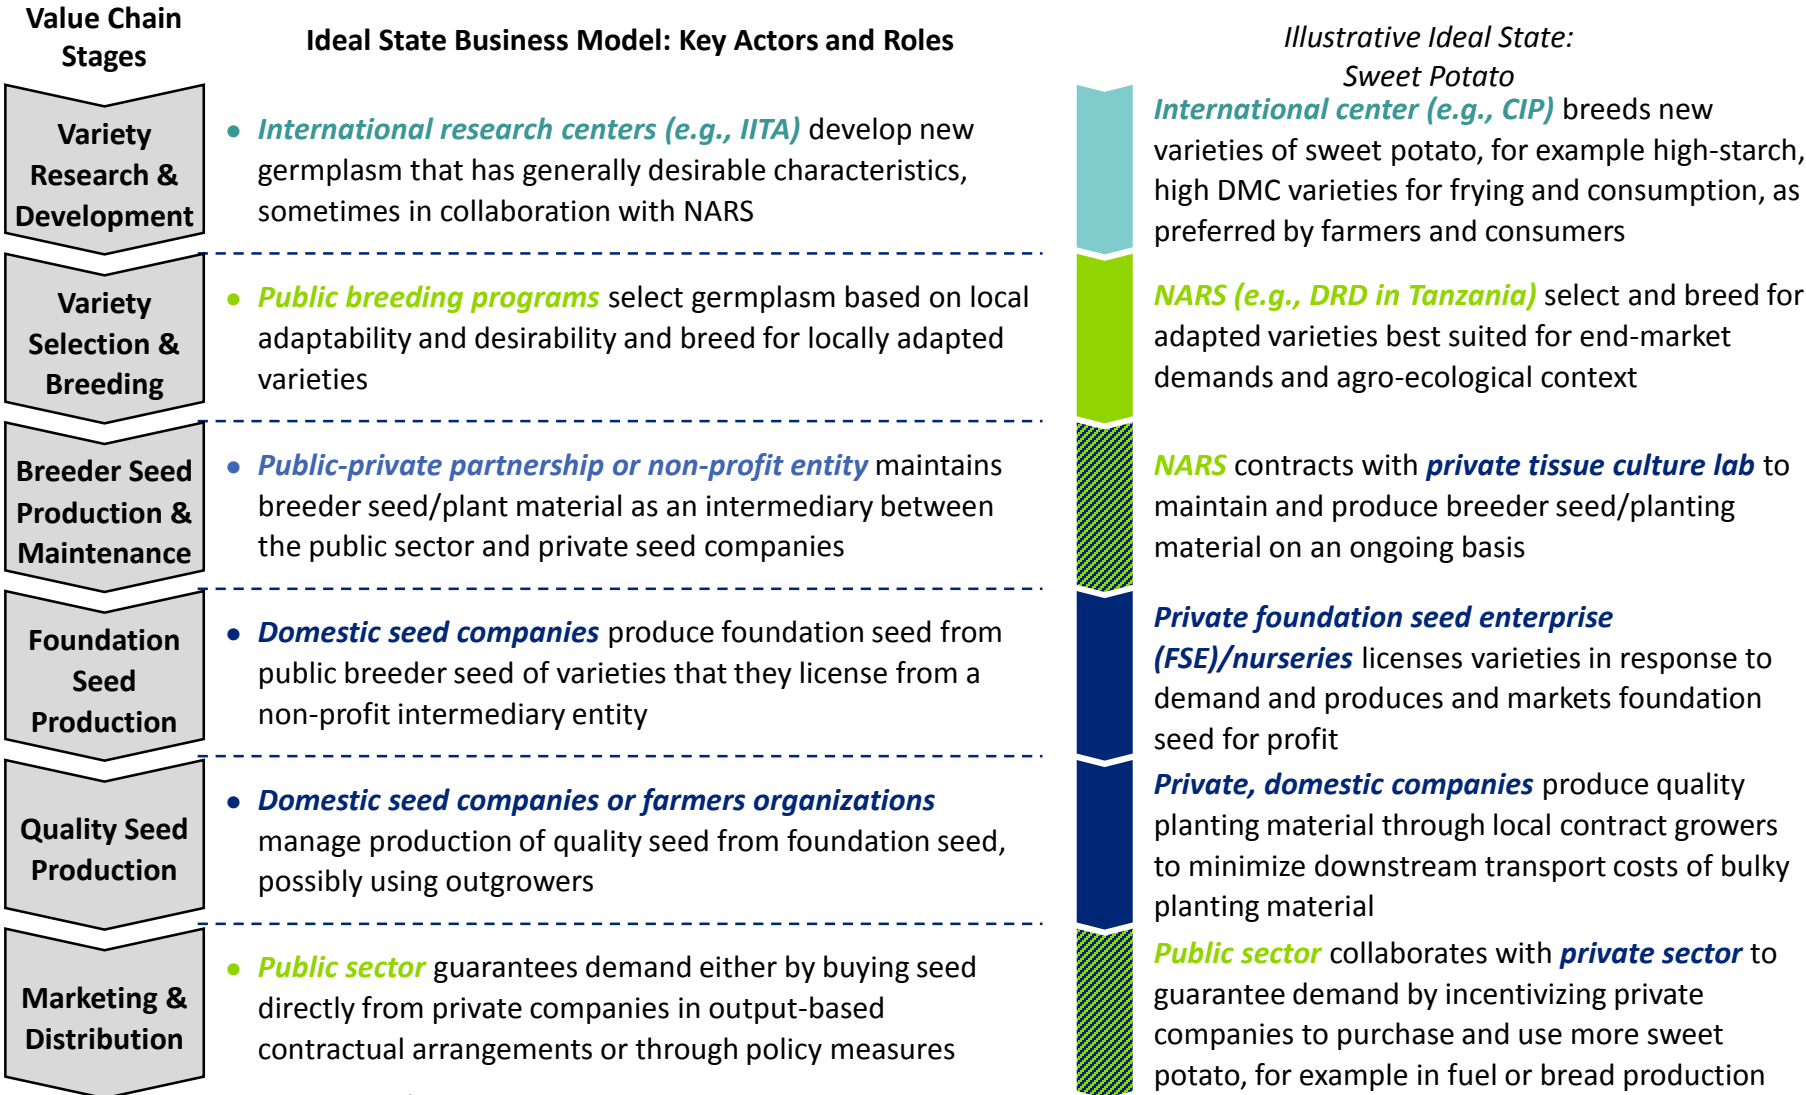 Value Chain
Stages
Ideal State Business Model: Key Actors and Roles
Illustrative Ideal State:
Sweet Potato
Variety
Research &
Development
● International research centers (e.g., IITA) develop new
germplasm that has generally desirable characteristics,
sometimes in collaboration with NARS
International center (e.g., CIP) breeds new
varieties of sweet potato, for example high-starch,
high DMC varieties for frying and consumption, as
preferred by farmers and consumers
Variety
Selection &
Breeding
● Public breeding programs select germplasm based on local
adaptability and desirability and breed for locally adapted
varieties
NARS (e.g., DRD in Tanzania) select and breed for
adapted varieties best suited for end-market
demands and agro-ecological context
Breeder Seed
Production &
Maintenance
● Public-private partnership or non-profit entity maintains
breeder seed/plant material as an intermediary between
the public sector and private seed companies
NARS contracts with private tissue culture lab to
maintain and produce breeder seed/planting
material on an ongoing basis
Foundation
Seed
Production
● Domestic seed companies produce foundation seed from
public breeder seed of varieties that they license from a
non-profit intermediary entity
Private foundation seed enterprise
(FSE)/nurseries licenses varieties in response to
demand and produces and markets foundation
seed for profit
Quality Seed
Production
● Domestic seed companies or farmers organizations
manage production of quality seed from foundation seed,
possibly using outgrowers
Private, domestic companies produce quality
planting material through local contract growers
to minimize downstream transport costs of bulky
planting material
Marketing &
Distribution
● Public sector guarantees demand either by buying seed
directly from private companies in output-based
contractual arrangements or through policy measures
Public sector collaborates with private sector to
guarantee demand by incentivizing private
companies to purchase and use more sweet
potato, for example in fuel or bread production